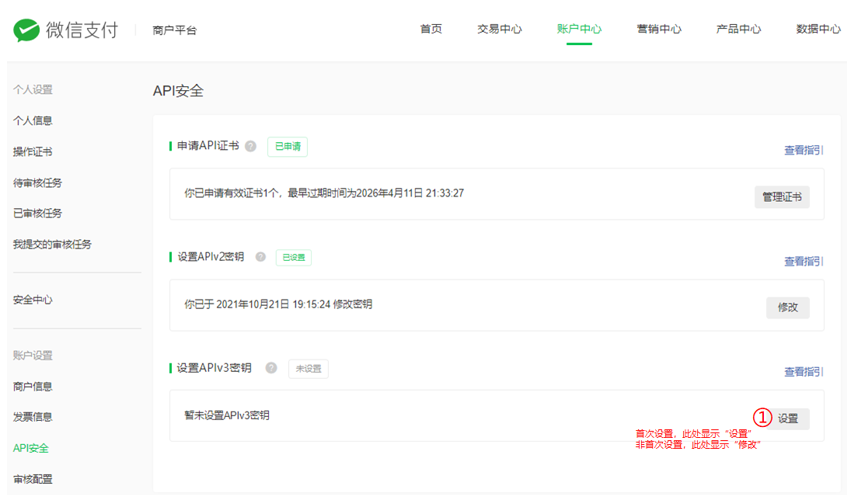 微信支付 商户平台 首页 交易中心 账户中心 营销中心 产品中心 数据中心
个人设置
个人信息
操作证书
待审核任务
已审核任务
我提交的审核任务
安全中心
账户设置
商户信息
发票信息
API安全
审核配置
API安全
申请API证书 ? 已申请 查看指引
你已申请有效证书1个，最早过期时间为2026年4月11日 21:33:27 管理证书
设置APIv2密钥 ? 已设置 查看指引
你已于 2021年10月21日 19:15:24 修改密钥 修改
设置APIv3密钥 ? 未设置 查看指引
暂未设置APIv3密钥 ① 设置
首次设置，此处显示“设置”
非首次设置，此处显示“修改”